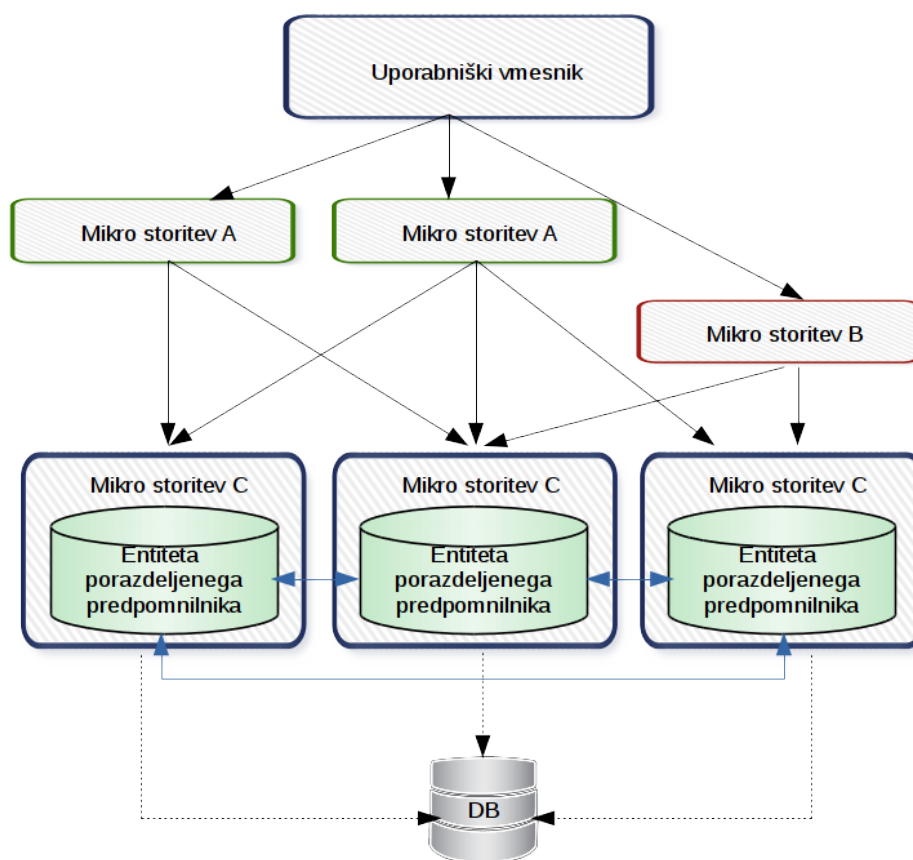 Uporabniški vmesnik
Mikro storitev A
Mikro storitev A
Mikro storitev B
Mikro storitev C
Entiteta
porazdeljenega
predpomnilnika
Mikro storitev C
Entiteta
porazdeljenega
predpomnilnika
Mikro storitev C
Entiteta
porazdeljenega
predpomnilnika
DB